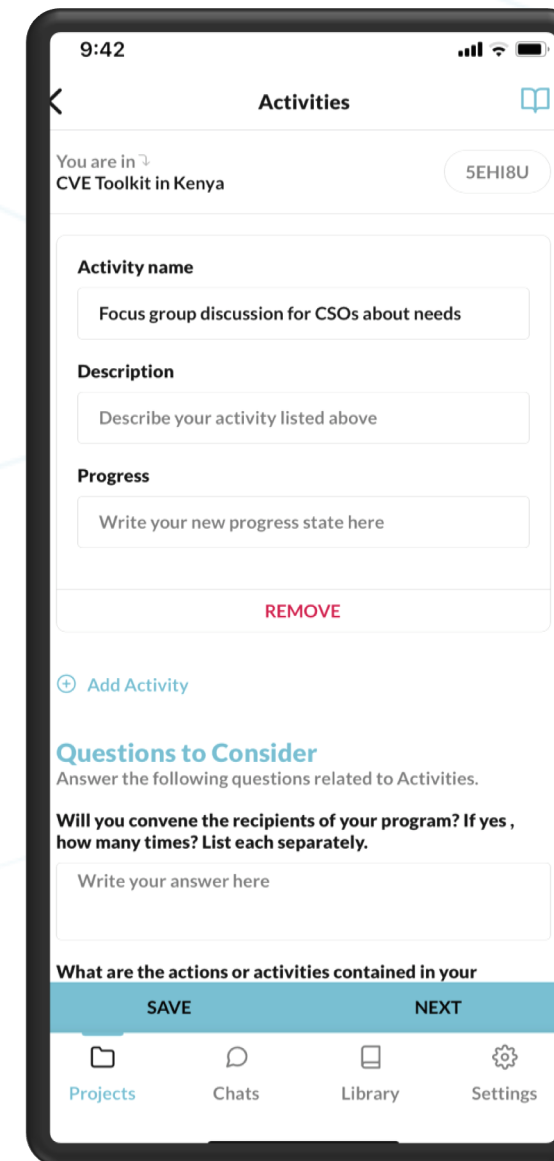 9:42
Activities
You are in
CVE Toolkit in Kenya
5EHI8U
Activity name
Focus group discussion for CSOs about needs
Description
Describe your activity listed above
Progress
Write your new progress state here
REMOVE
Add Activity
Questions to Consider
Answer the following questions related to Activities.
Will you convene the recipients of your program? If yes ,
how many times? List each separately.
Write your answer here
What are the actions or activities contained in your
SAVE NEXT
Projects Chats Library Settings